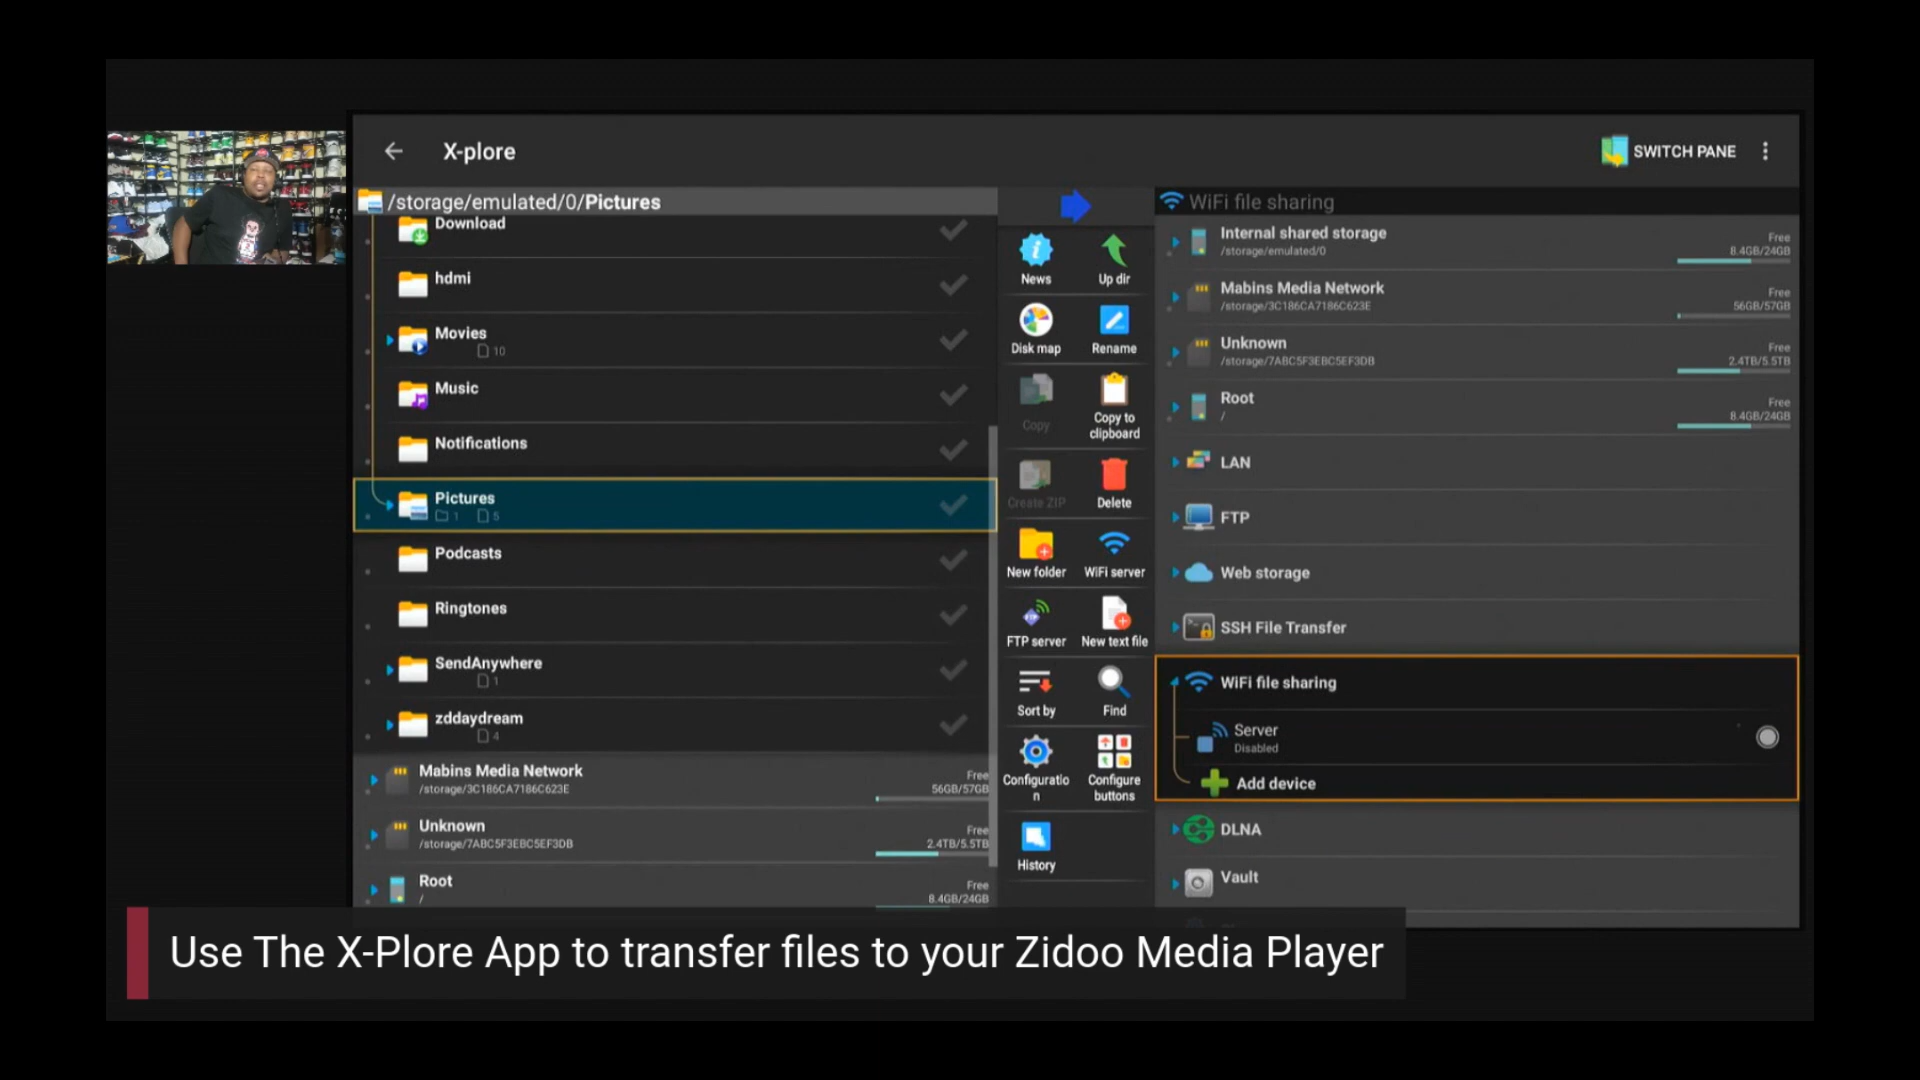 X-plore
SWITCH PANE
/storage/emulated/0/Pictures
Download
hdmi
Movies
10
Music
Notifications
Pictures
1 5
Podcasts
Ringtones
SendAnywhere
1
zddaydream
4
Mabins Media Network
/storage/3C186CA7186C623E
Free
56GB/57GB
Unknown
/storage/7ABC5F3EBC5EF3DB
Free
2.4TB/5.5TB
Root
/
Free
8.4GB/24GB
News
Up dir
Disk map
Rename
Copy
Copy to
clipboard
Create ZIP
Delete
New folder
WiFi server
FTP server
New text file
Sort by
Find
Configuratio
n
Configure
buttons
History
WiFi file sharing
Internal shared storage
/storage/emulated/0
Free
8.4GB/24GB
Mabins Media Network
/storage/3C186CA7186C623E
Free
56GB/57GB
Unknown
/storage/7ABC5F3EBC5EF3DB
Free
2.4TB/5.5TB
Root
/
Free
8.4GB/24GB
LAN
FTP
Web storage
SSH File Transfer
WiFi file sharing
Server
Disabled
Add device
DLNA
Vault
Use The X-Plore App to transfer files to your Zidoo Media Player